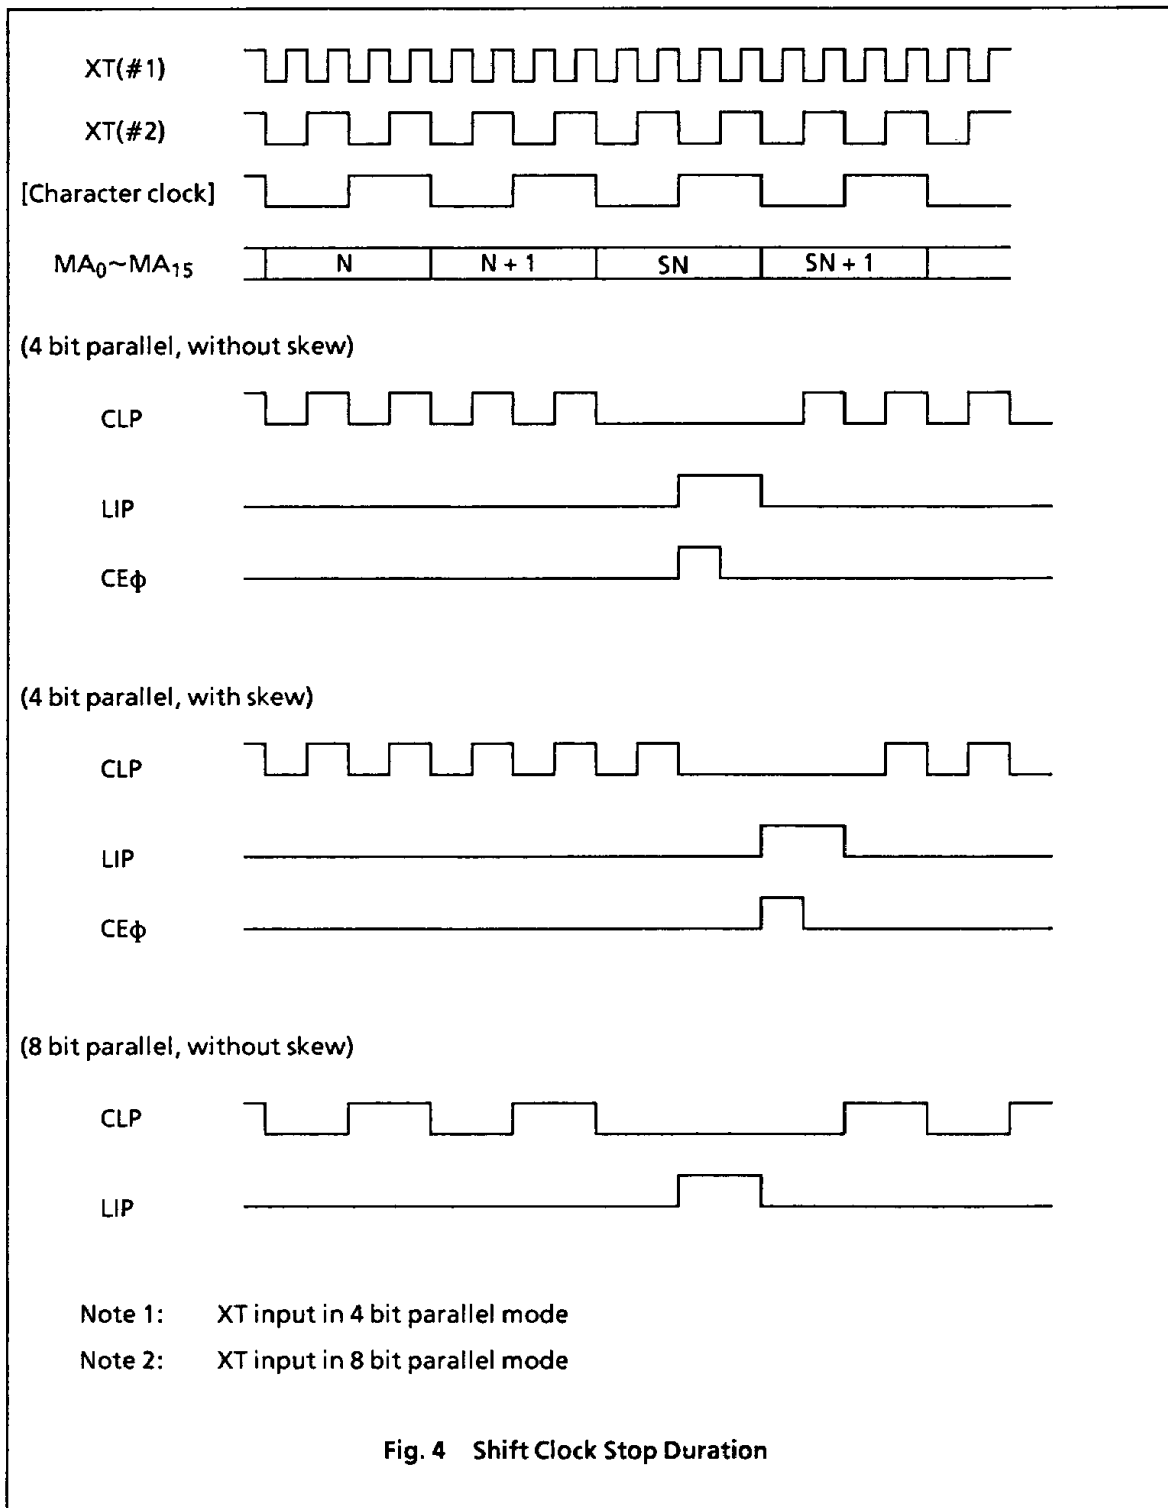 XT(#1)
XT(#2)
[Character clock]
MA0~MA15 N N + 1 SN SN + 1
(4 bit parallel, without skew)
CLP
LIP
CEϕ
(4 bit parallel, with skew)
CLP
LIP
CEϕ
(8 bit parallel, without skew)
CLP
LIP
Note 1: XT input in 4 bit parallel mode
Note 2: XT input in 8 bit parallel mode
Fig. 4 Shift Clock Stop Duration